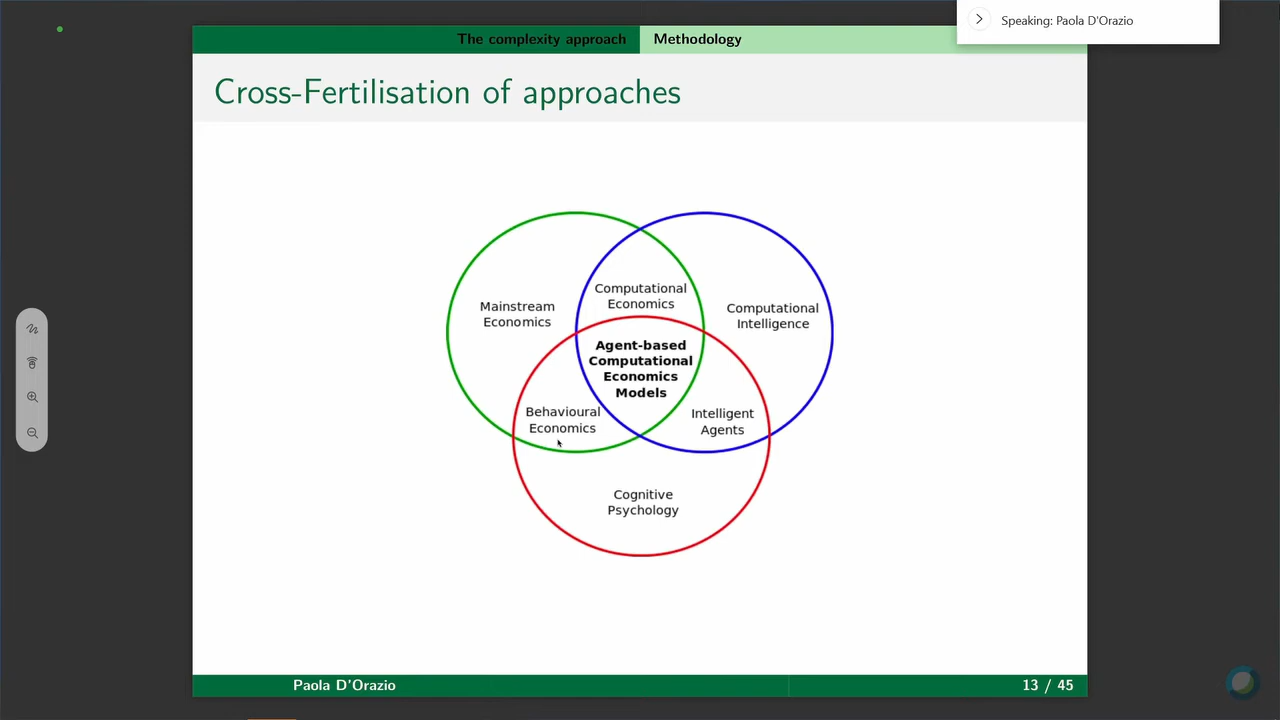 Speaking: Paola D'Orazio
The complexity approach
Methodology
Cross-Fertilisation of approaches
Mainstream
Economics
Computational
Economics
Computational
Intelligence
Agent-based
Computational
Economics
Models
Behavioural
Economics
Intelligent
Agents
Cognitive
Psychology
Paola D'Orazio
13 / 45